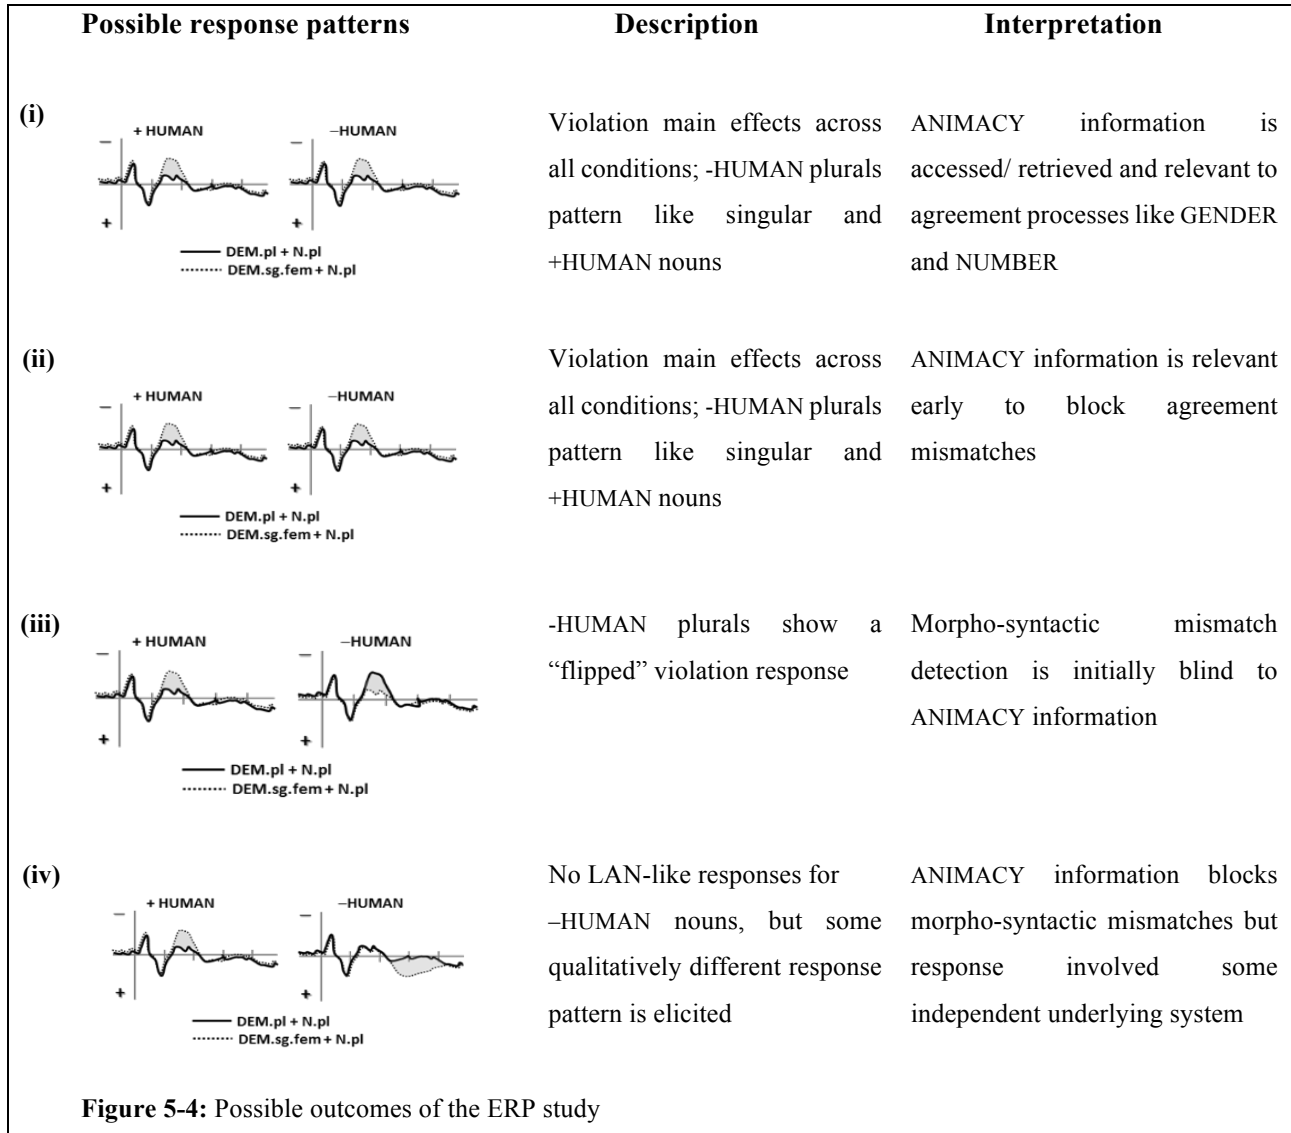 Possible response patterns Description Interpretation
(i)
+ HUMAN −HUMAN
− −
+ +
DEM.pl + N.pl
DEM.sg.fem + N.pl
Violation main effects across
all conditions; -HUMAN plurals
pattern like singular and
+HUMAN nouns
ANIMACY information is
accessed/ retrieved and relevant to
agreement processes like GENDER
and NUMBER
(ii)
+ HUMAN −HUMAN
− −
+ +
DEM.pl + N.pl
DEM.sg.fem + N.pl
Violation main effects across
all conditions; -HUMAN plurals
pattern like singular and
+HUMAN nouns
ANIMACY information is relevant
early to block agreement
mismatches
(iii)
+ HUMAN −HUMAN
− −
+ +
DEM.pl + N.pl
DEM.sg.fem + N.pl
-HUMAN plurals show a
“flipped” violation response
Morpho-syntactic mismatch
detection is initially blind to
ANIMACY information
(iv)
+ HUMAN −HUMAN
− −
+ +
DEM.pl + N.pl
DEM.sg.fem + N.pl
No LAN-like responses for
–HUMAN nouns, but some
qualitatively different response
pattern is elicited
ANIMACY information blocks
morpho-syntactic mismatches but
response involved some
independent underlying system
Figure 5-4: Possible outcomes of the ERP study